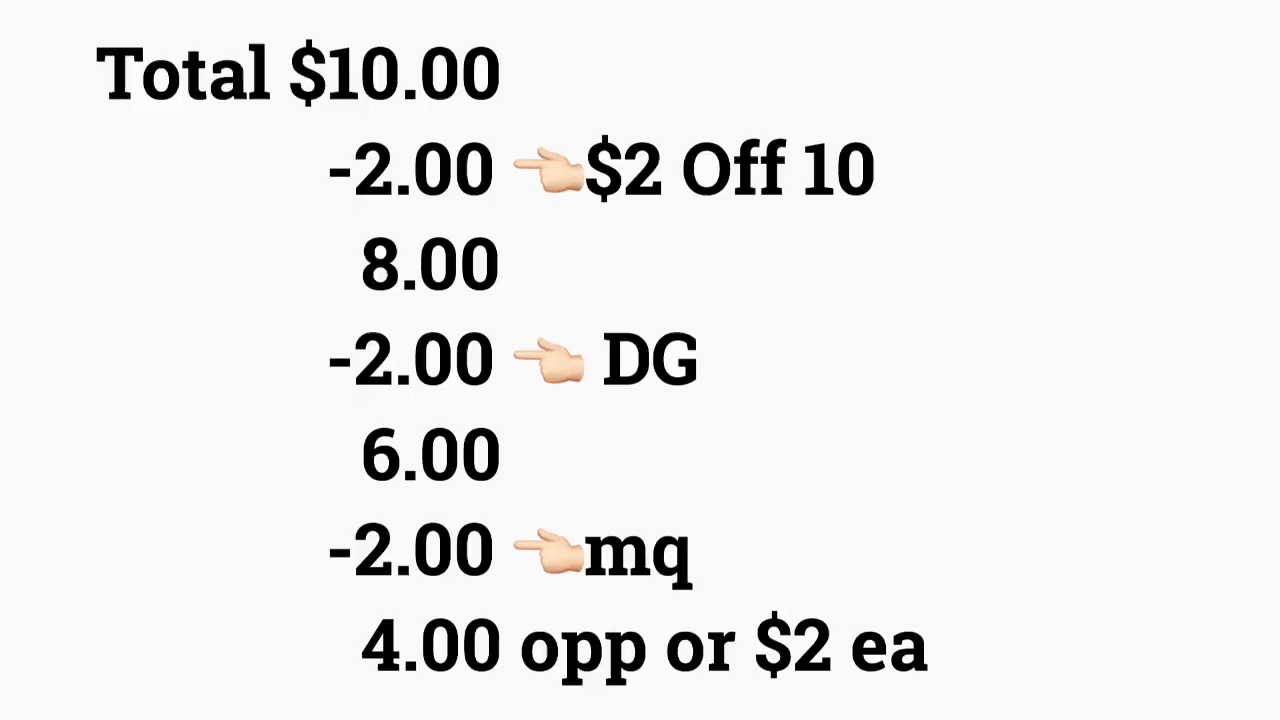 Total $10.00
-2.00 👈🏻$2 Off 10
8.00
-2.00 👈🏻 DG
6.00
-2.00 👈🏻mq
4.00 opp or $2 ea